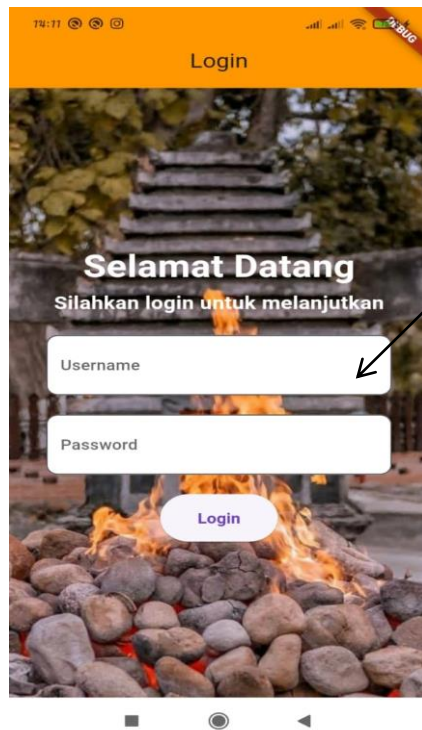 14:11
DEBUG
Login
Selamat Datang
Silahkan login untuk melanjutkan
Username
Password
Login